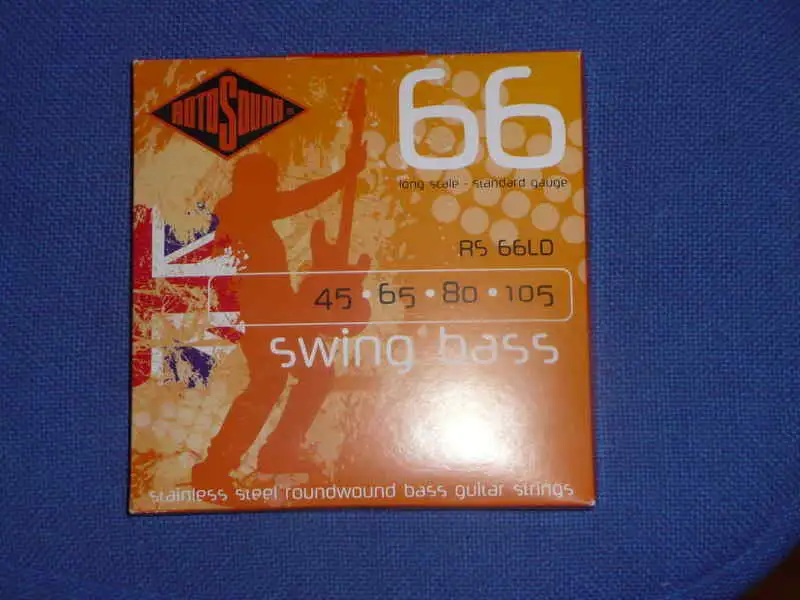 ROTOSOUND
66
long scale - standard gauge
RS 66LD
45 • 65 • 80 • 105
swing bass
stainless steel roundwound bass guitar strings